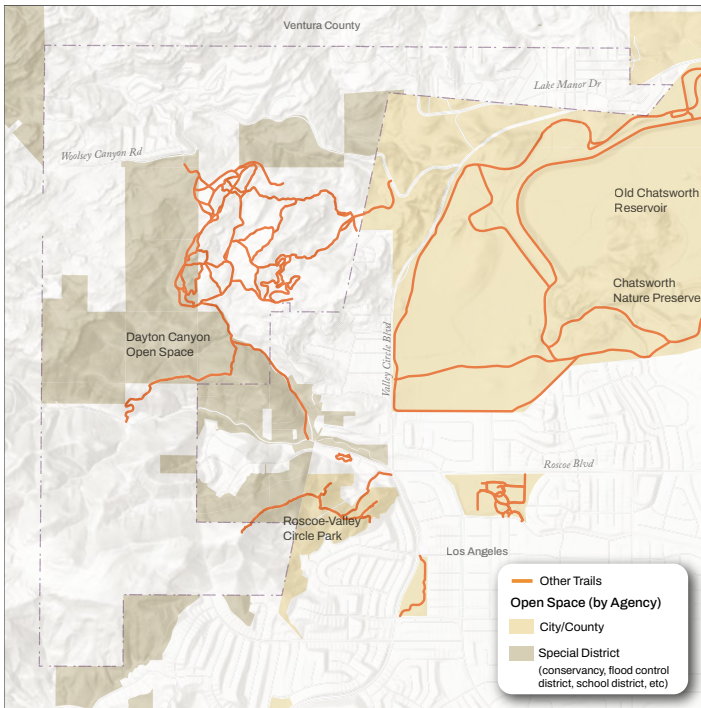 Ventura County
Lake Manor Dr
Woolsey Canyon Rd
Old Chatsworth
Reservoir
Chatsworth
Nature Preserve
Dayton Canyon
Open Space
Valley Circle Blvd
Roscoe Blvd
Roscoe-Valley
Circle Park
Los Angeles
Other Trails
Open Space (by Agency)
City/County
Special District
(conservancy, flood control
district, school district, etc)